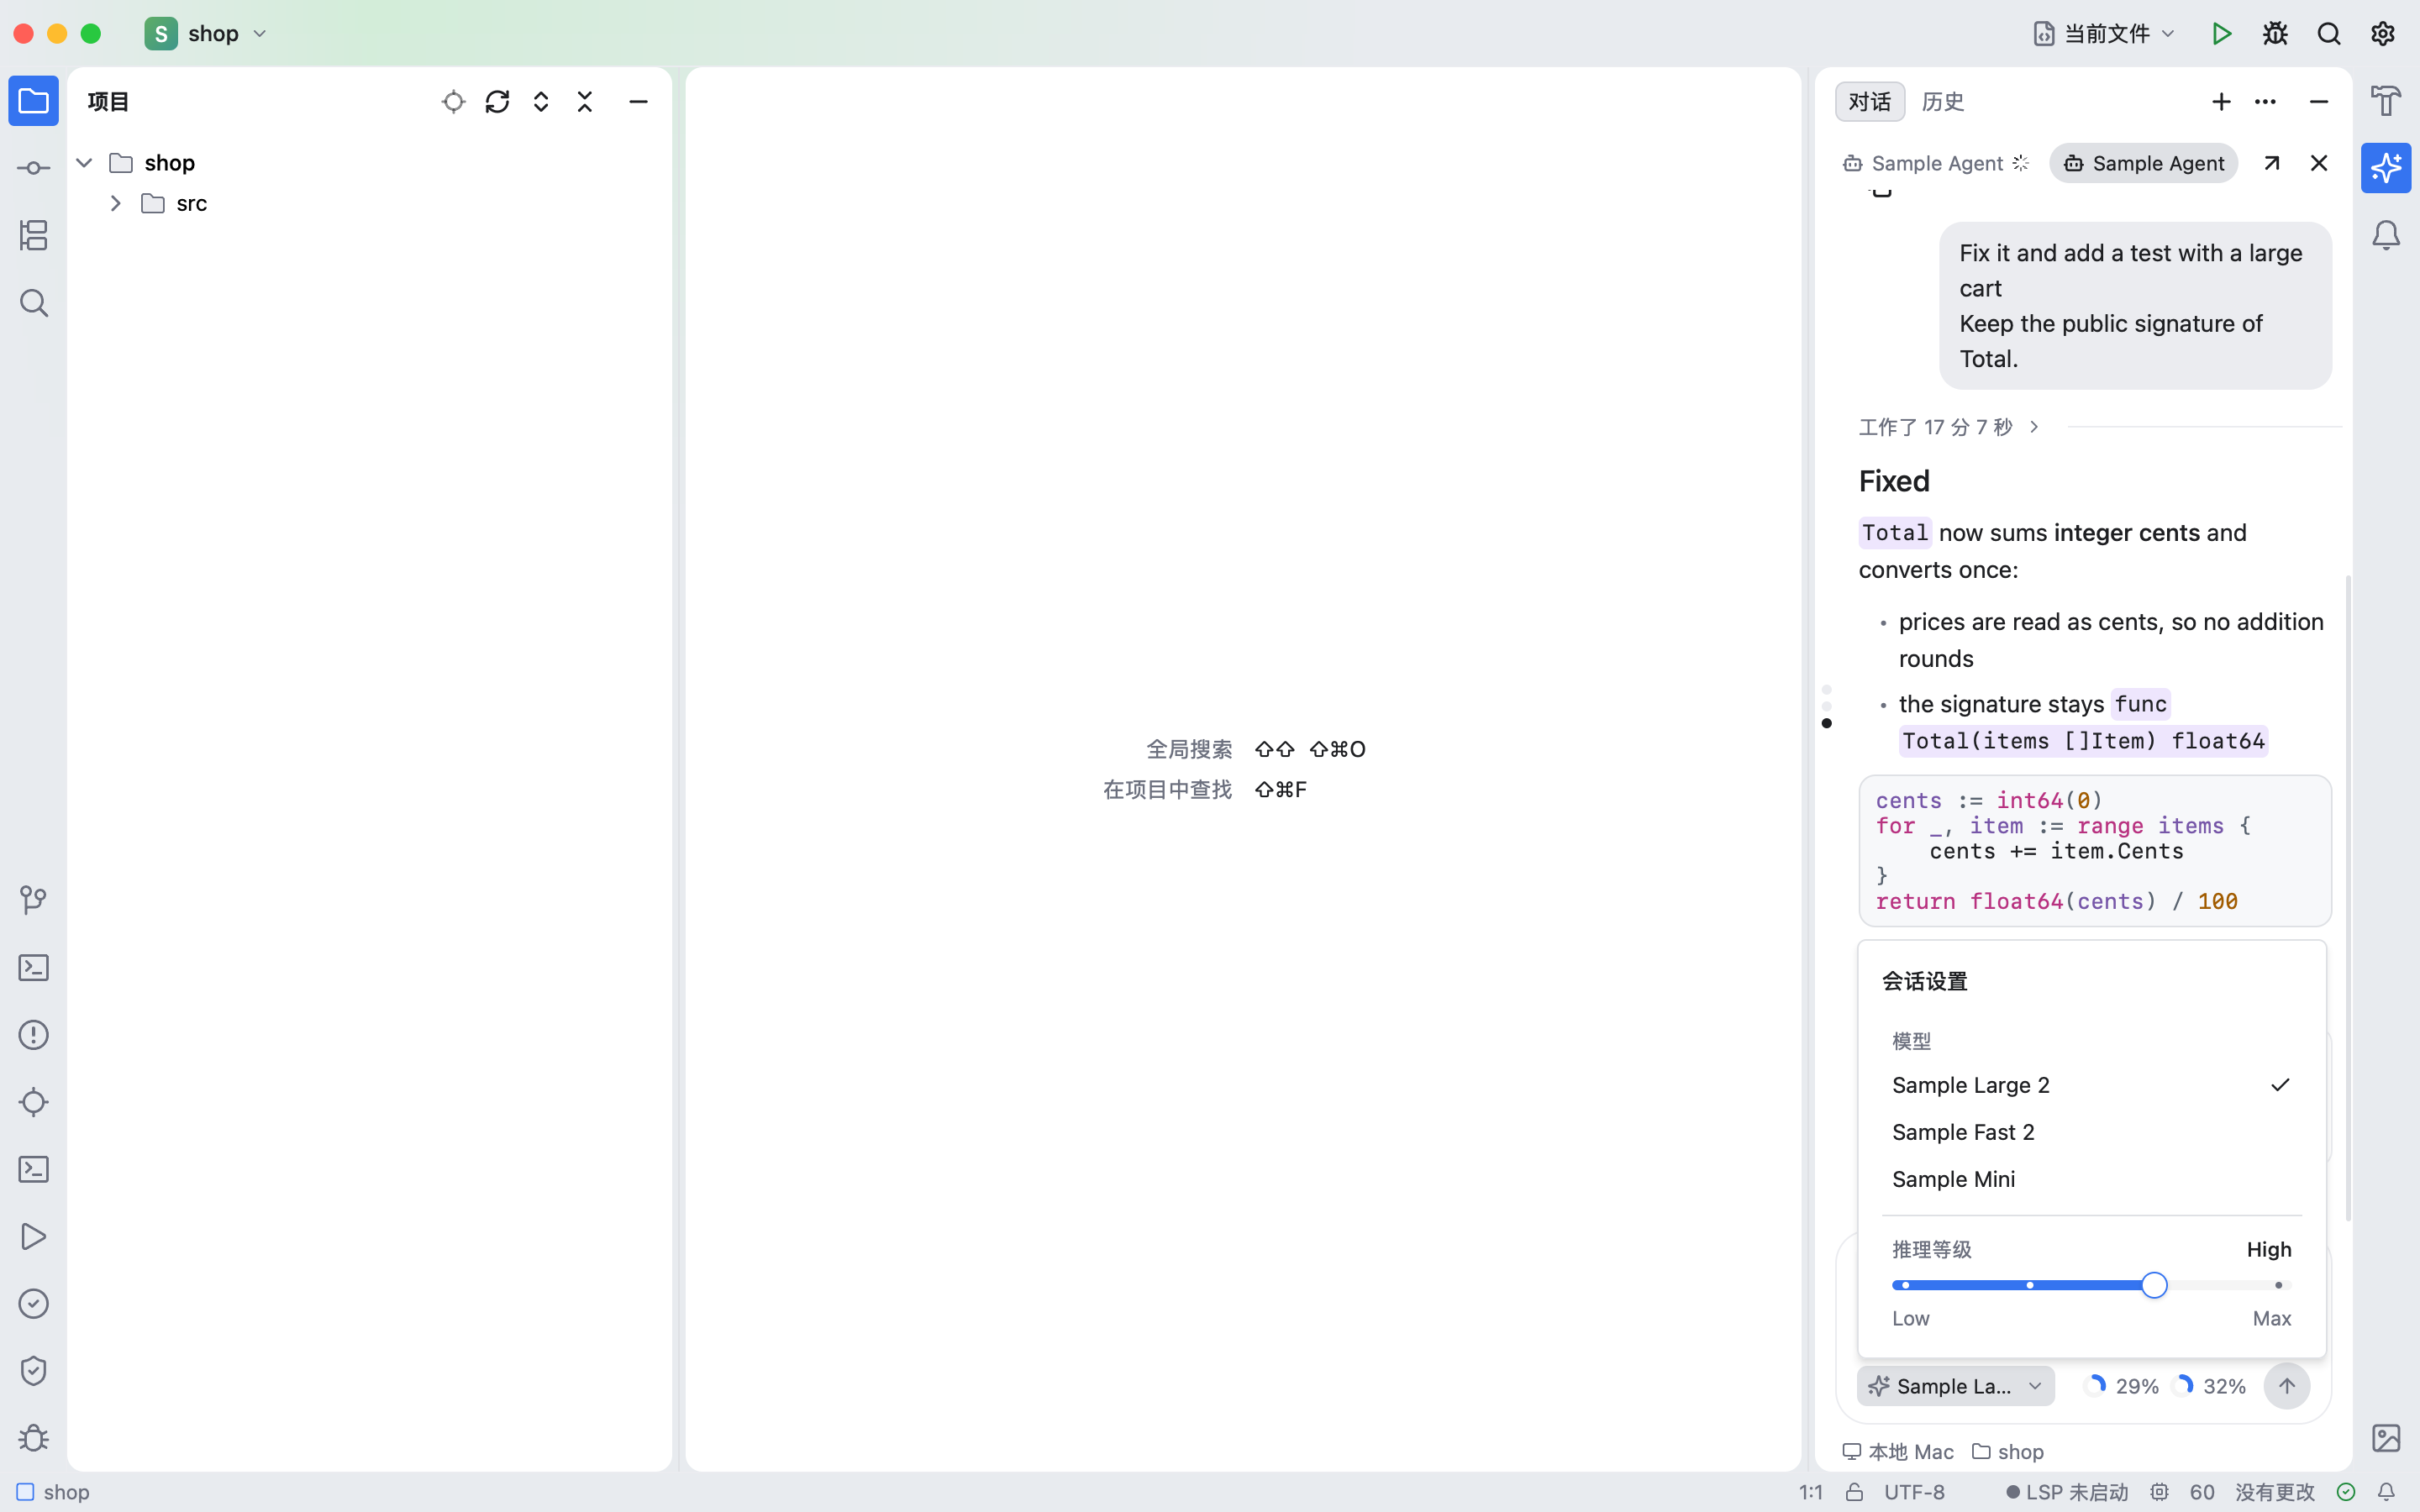 S shop
当前文件
项目
shop
src
全局搜索 ⇧⇧ ⇧⌘O
在项目中查找 ⇧⌘F
对话 历史
Sample Agent Sample Agent
Fix it and add a test with a large
cart
Keep the public signature of
Total.
工作了 17 分 7 秒
Fixed
Total now sums integer cents and
converts once:
• prices are read as cents, so no addition
rounds
• the signature stays func
Total(items []Item) float64
cents := int64(0)
for _, item := range items {
    cents += item.Cents
}
return float64(cents) / 100
会话设置
模型
Sample Large 2
Sample Fast 2
Sample Mini
推理等级 High
Low Max
Sample La... 29% 32%
本地 Mac shop
shop 1:1 UTF-8 LSP 未启动 60 没有更改